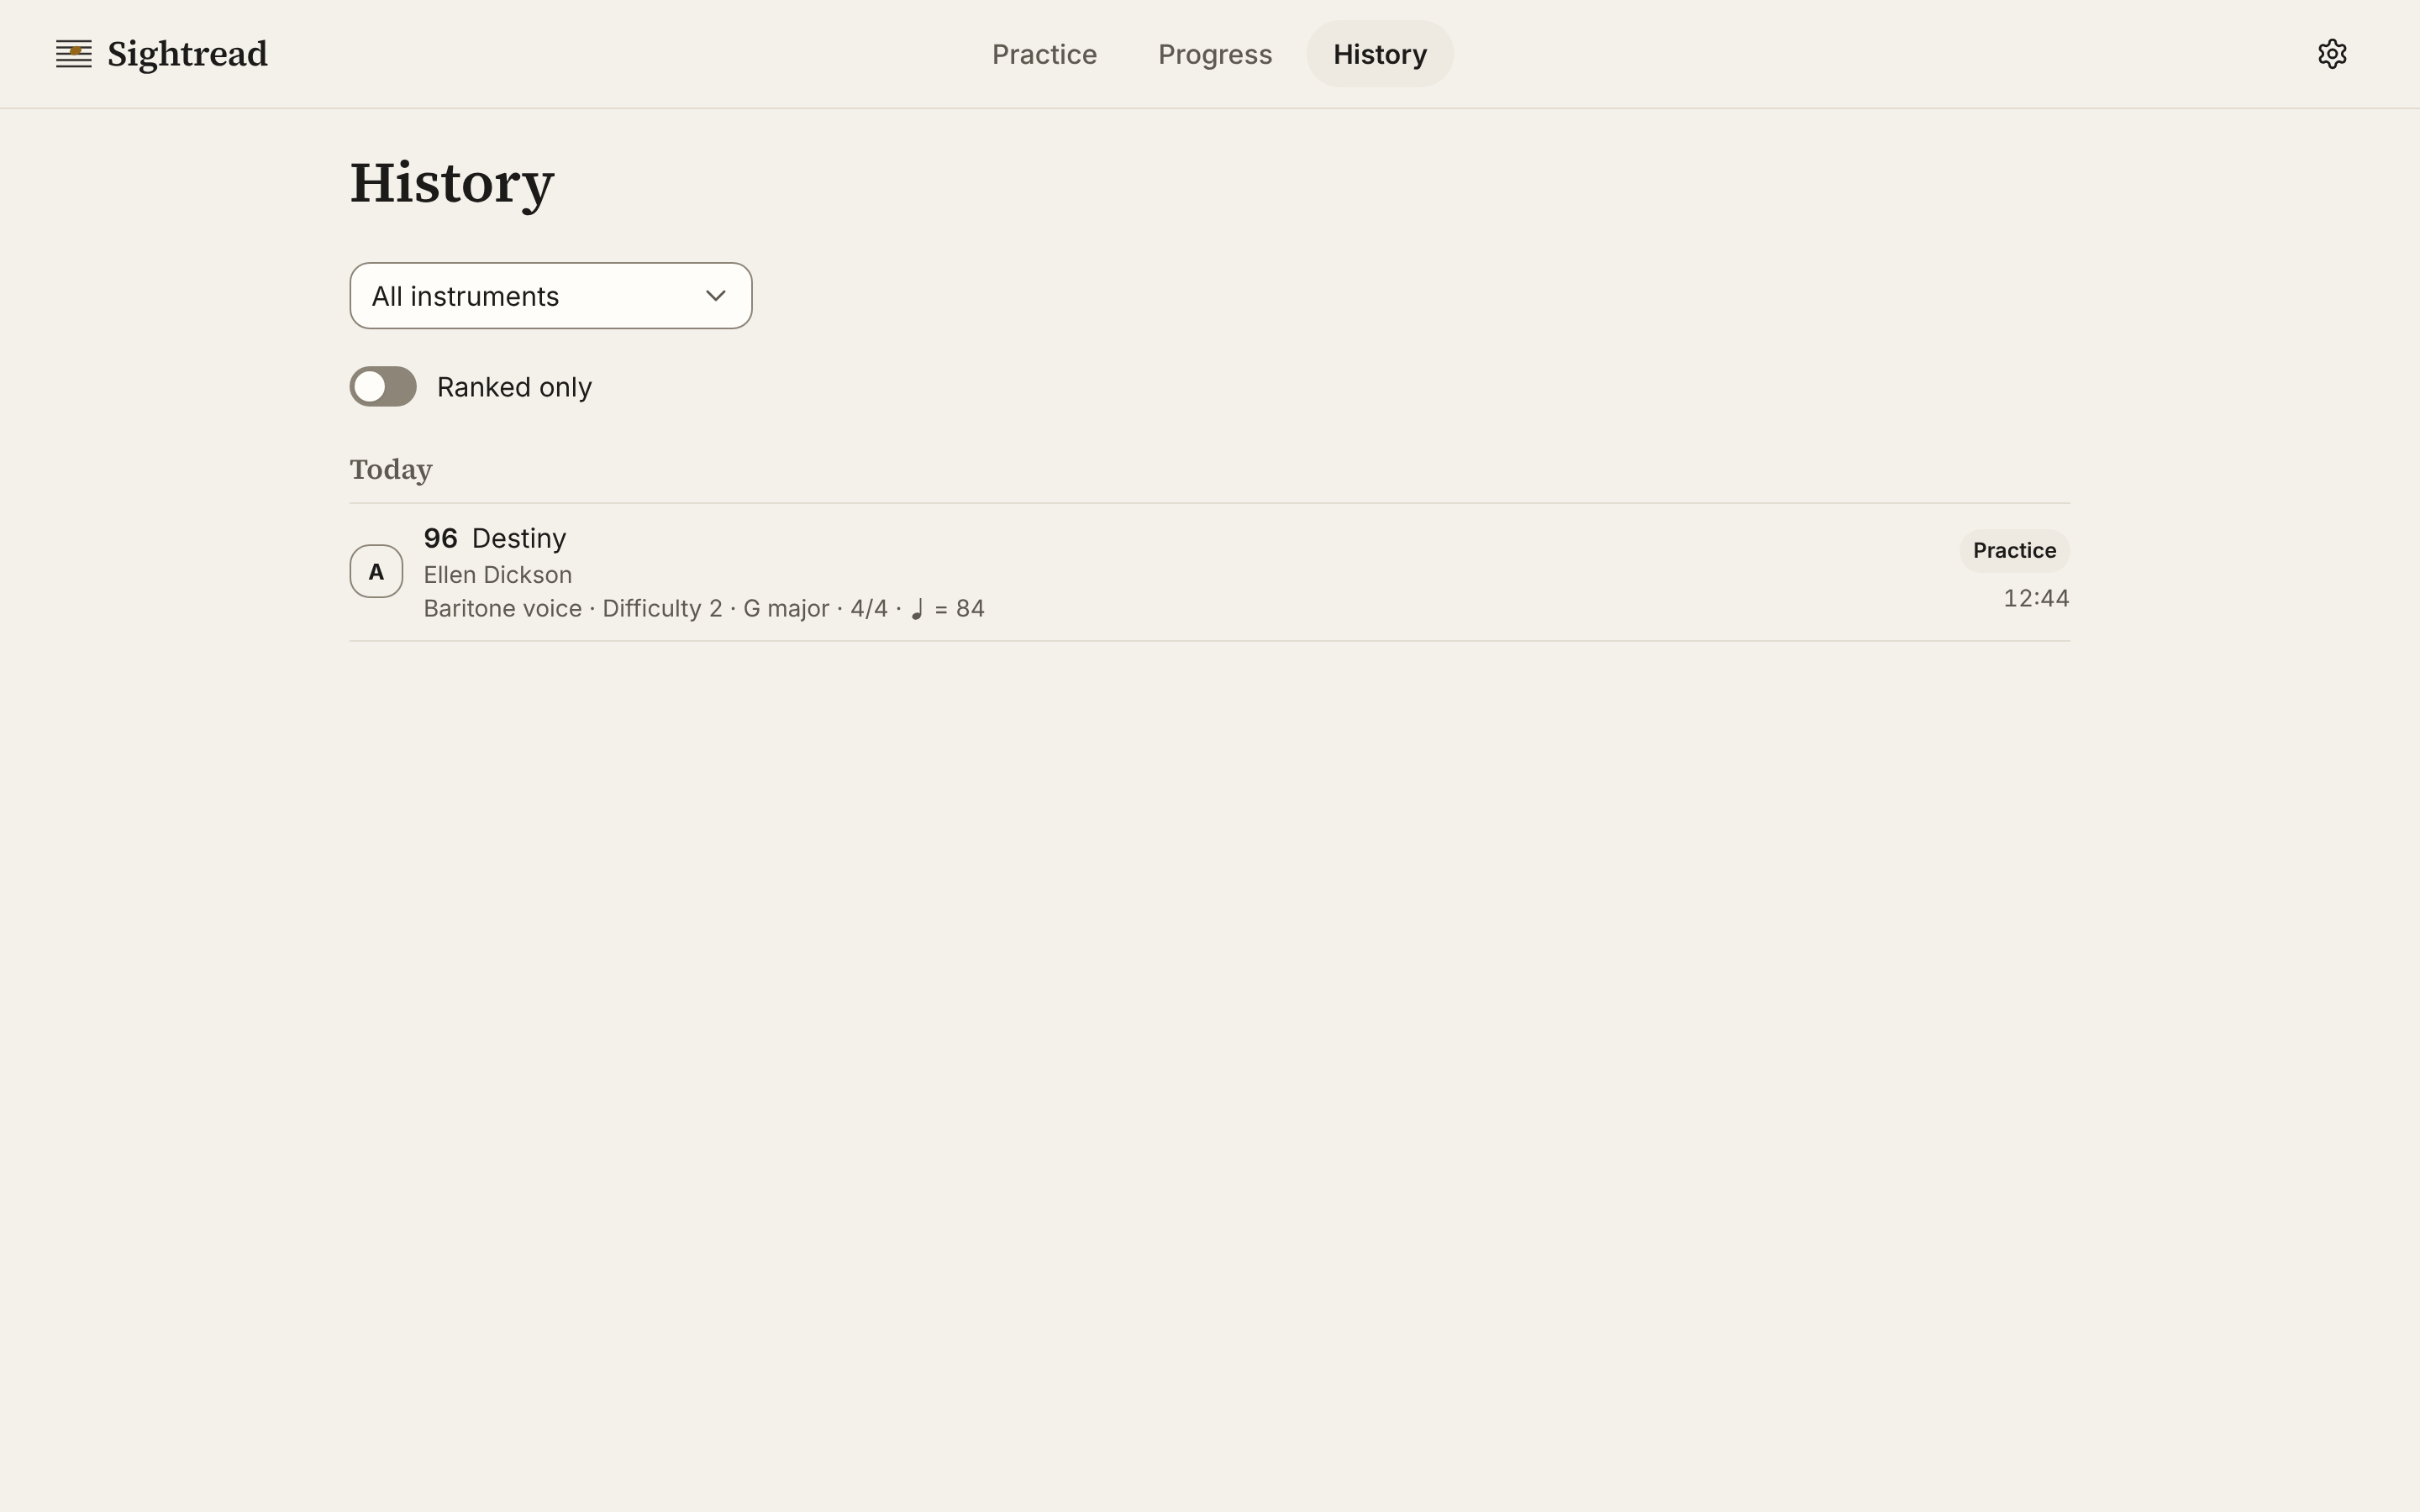 Sightread
Practice
Progress
History
History
All instruments
Ranked only
Today
A
96 Destiny
Ellen Dickson
Baritone voice · Difficulty 2 · G major · 4/4 · ♩ = 84
Practice
12:44